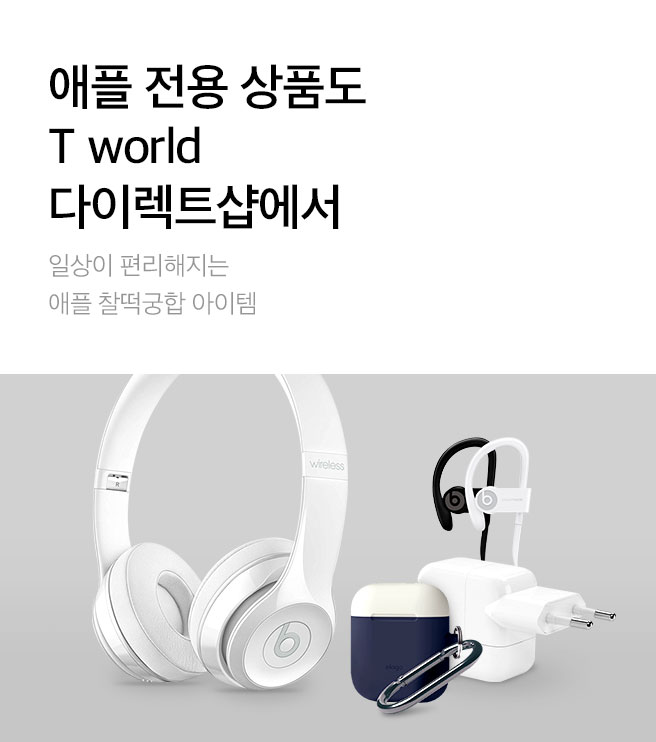 애플 전용 상품도
T world
다이렉트샵에서
일상이 편리해지는
애플 찰떡궁합 아이템
wireless
R
b
b
b
elago